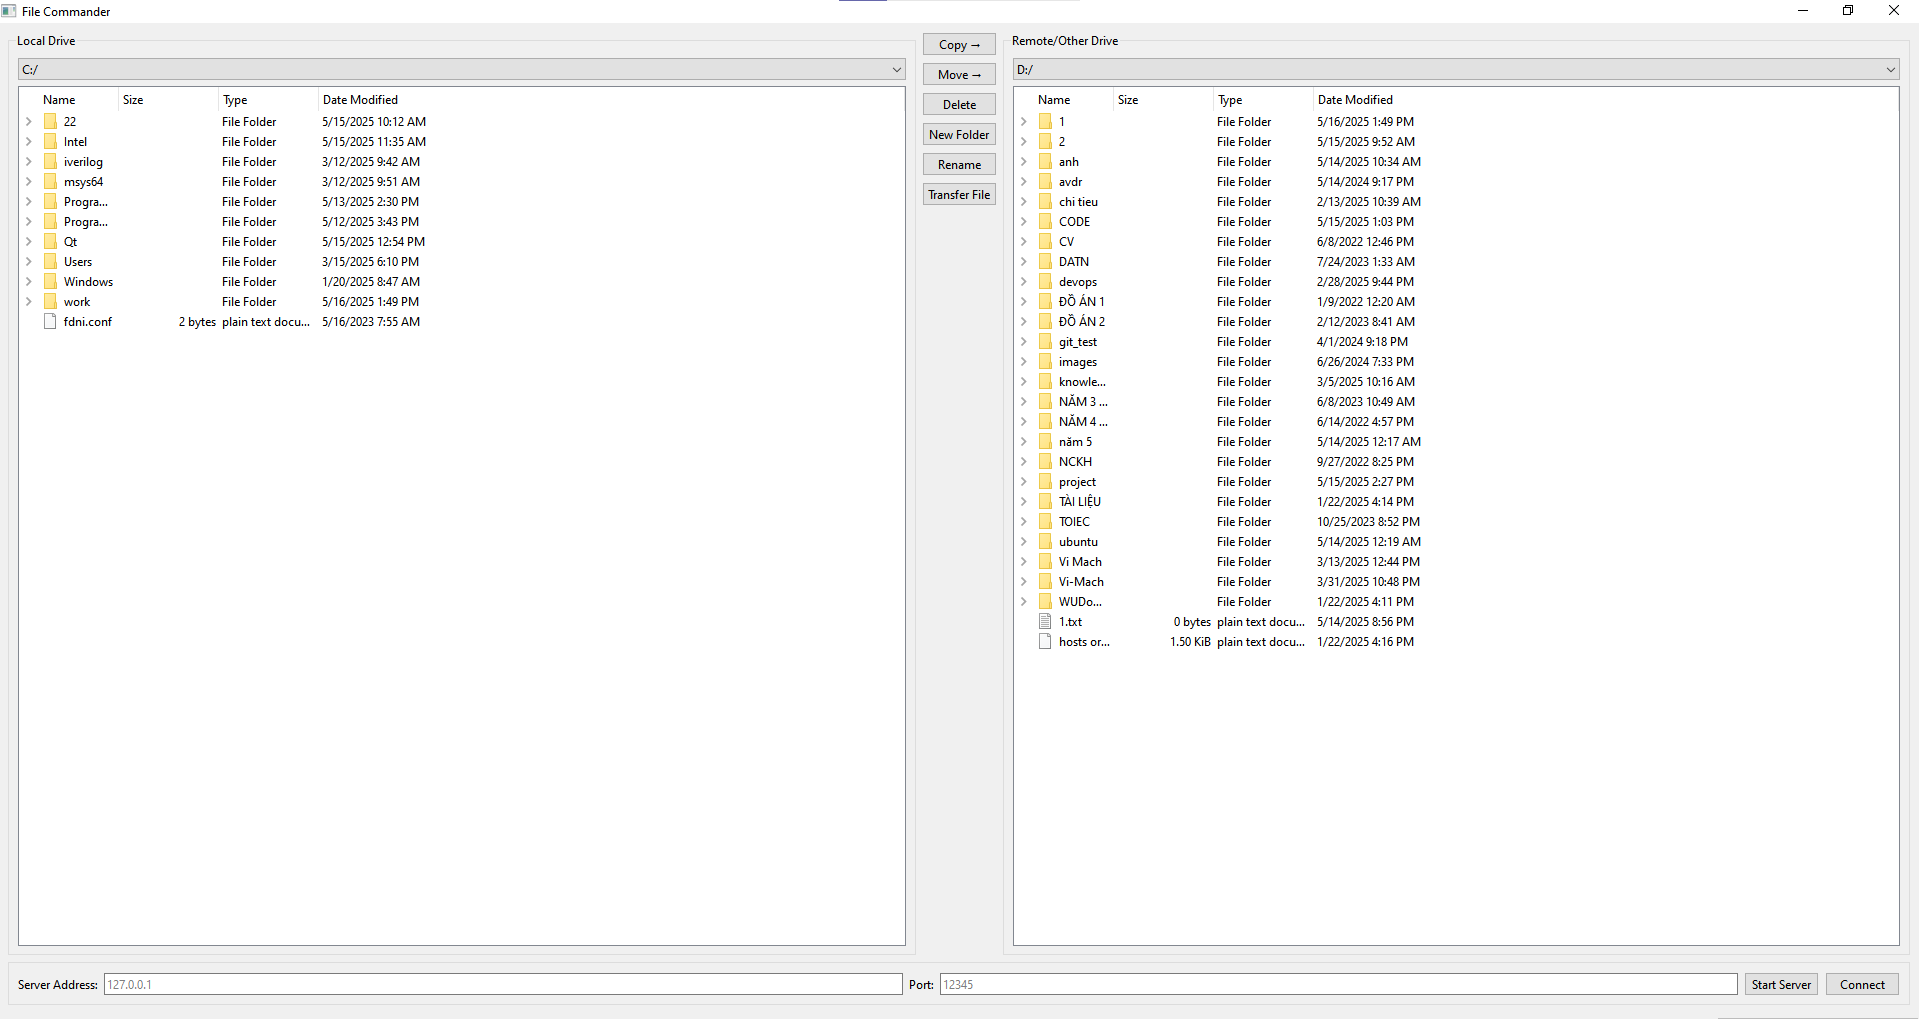 File Commander
Local Drive
C:/
Name Size Type Date Modified
22 File Folder 5/15/2025 10:12 AM
Intel File Folder 5/15/2025 11:35 AM
iverilog File Folder 3/12/2025 9:42 AM
msys64 File Folder 3/12/2025 9:51 AM
Progra... File Folder 5/13/2025 2:30 PM
Progra... File Folder 5/12/2025 3:43 PM
Qt File Folder 5/15/2025 12:54 PM
Users File Folder 3/15/2025 6:10 PM
Windows File Folder 1/20/2025 8:47 AM
work File Folder 5/16/2025 1:49 PM
fdni.conf 2 bytes plain text docu... 5/16/2023 7:55 AM
Copy →
Move →
Delete
New Folder
Rename
Transfer File
Remote/Other Drive
D:/
Name Size Type Date Modified
1 File Folder 5/16/2025 1:49 PM
2 File Folder 5/15/2025 9:52 AM
anh File Folder 5/14/2025 10:34 AM
avdr File Folder 5/14/2024 9:17 PM
chi tieu File Folder 2/13/2025 10:39 AM
CODE File Folder 5/15/2025 1:03 PM
CV File Folder 6/8/2022 12:46 PM
DATN File Folder 7/24/2023 1:33 AM
devops File Folder 2/28/2025 9:44 PM
ĐỒ ÁN 1 File Folder 1/9/2022 12:20 AM
ĐỒ ÁN 2 File Folder 2/12/2023 8:41 AM
git_test File Folder 4/1/2024 9:18 PM
images File Folder 6/26/2024 7:33 PM
knowle... File Folder 3/5/2025 10:16 AM
NĂM 3 ... File Folder 6/8/2023 10:49 AM
NĂM 4 ... File Folder 6/14/2022 4:57 PM
năm 5 File Folder 5/14/2025 12:17 AM
NCKH File Folder 9/27/2022 8:25 PM
project File Folder 5/15/2025 2:27 PM
TÀI LIỆU File Folder 1/22/2025 4:14 PM
TOIEC File Folder 10/25/2023 8:52 PM
ubuntu File Folder 5/14/2025 12:19 AM
Vi Mach File Folder 3/13/2025 12:44 PM
Vi-Mach File Folder 3/31/2025 10:48 PM
WUDo... File Folder 1/22/2025 4:11 PM
1.txt 0 bytes plain text docu... 5/14/2025 8:56 PM
hosts or... 1.50 KiB plain text docu... 1/22/2025 4:16 PM
Server Address: 127.0.0.1 Port: 12345 Start Server Connect